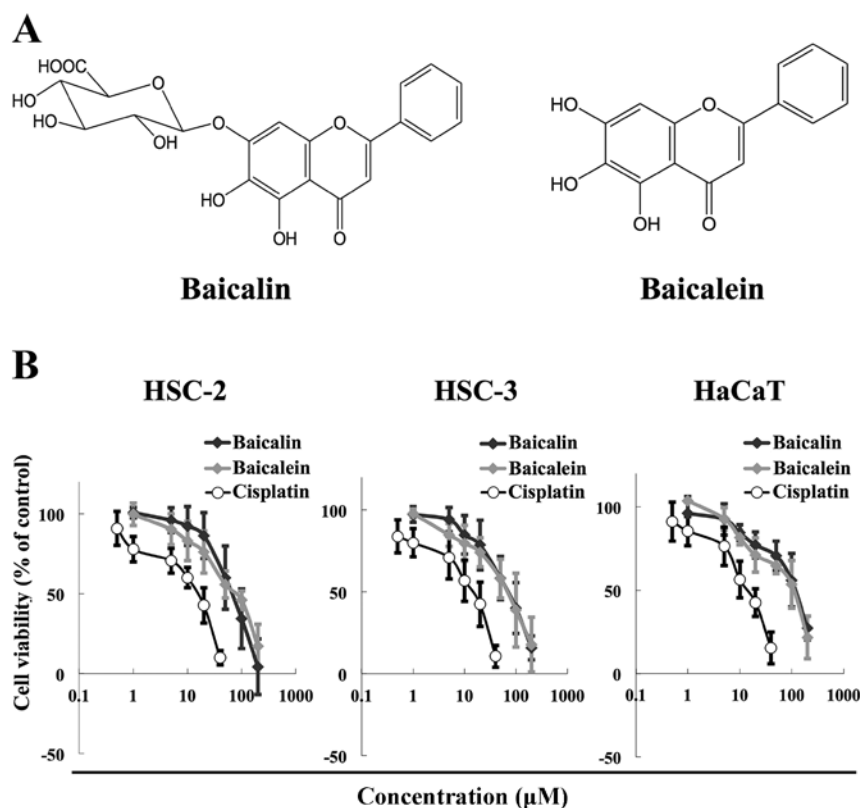 A
HOOC
O
HO
HO
OH
O
O
HO
OH
O
Baicalin
HO
O
HO
OH
O
Baicalein
B
HSC-2
HSC-3
HaCaT
Baicalin
Baicalein
Cisplatin
Baicalin
Baicalein
Cisplatin
Baicalin
Baicalein
Cisplatin
Cell viability (% of control)
100
50
0
-50
0.1 1 10 100 1000
100
50
0
-50
0.1 1 10 100 1000
100
50
0
-50
0.1 1 10 100 1000
Concentration (µM)